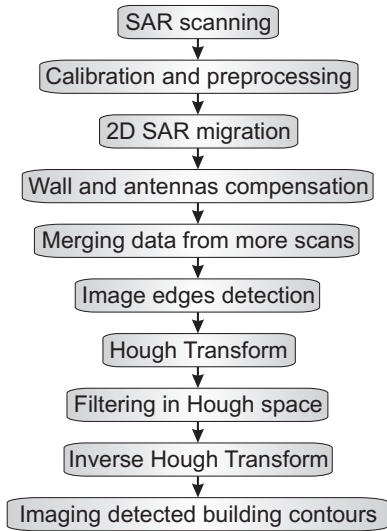 SAR scanning
Calibration and preprocessing
2D SAR migration
Wall and antennas compensation
Merging data from more scans
Image edges detection
Hough Transform
Filtering in Hough space
Inverse Hough Transform
Imaging detected building contours